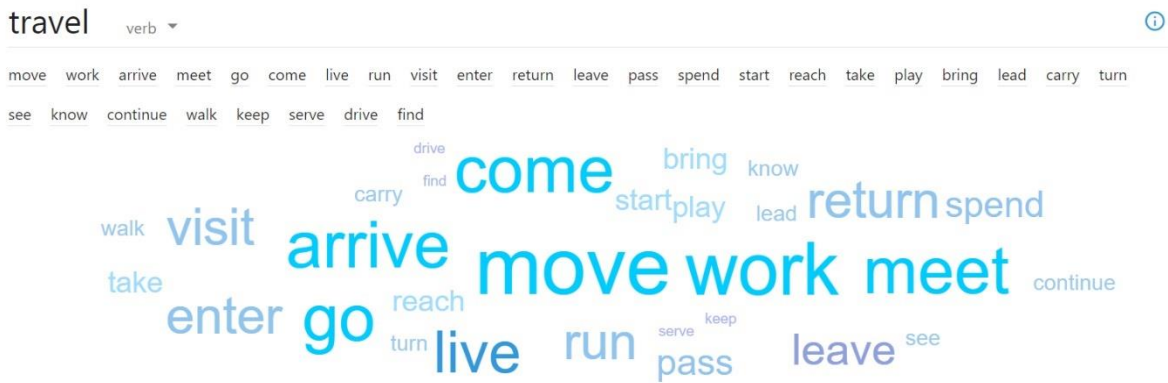 travel verb
move work arrive meet go come live run visit enter return leave pass spend start reach take play bring lead carry turn
see know continue walk keep serve drive find
drive come bring know
carry find start play lead return spend
walk visit arrive move work meet continue
take enter go reach
turn live run serve keep pass leave see